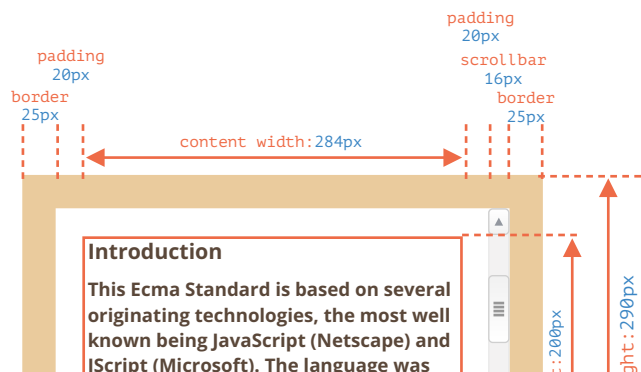 padding
20px
padding
20px
scrollbar
16px
border
25px
border
25px
content width:284px
Introduction
This Ecma Standard is based on several
originating technologies, the most well
known being JavaScript (Netscape) and
JScript (Microsoft). The language was
:200px
ght:290px